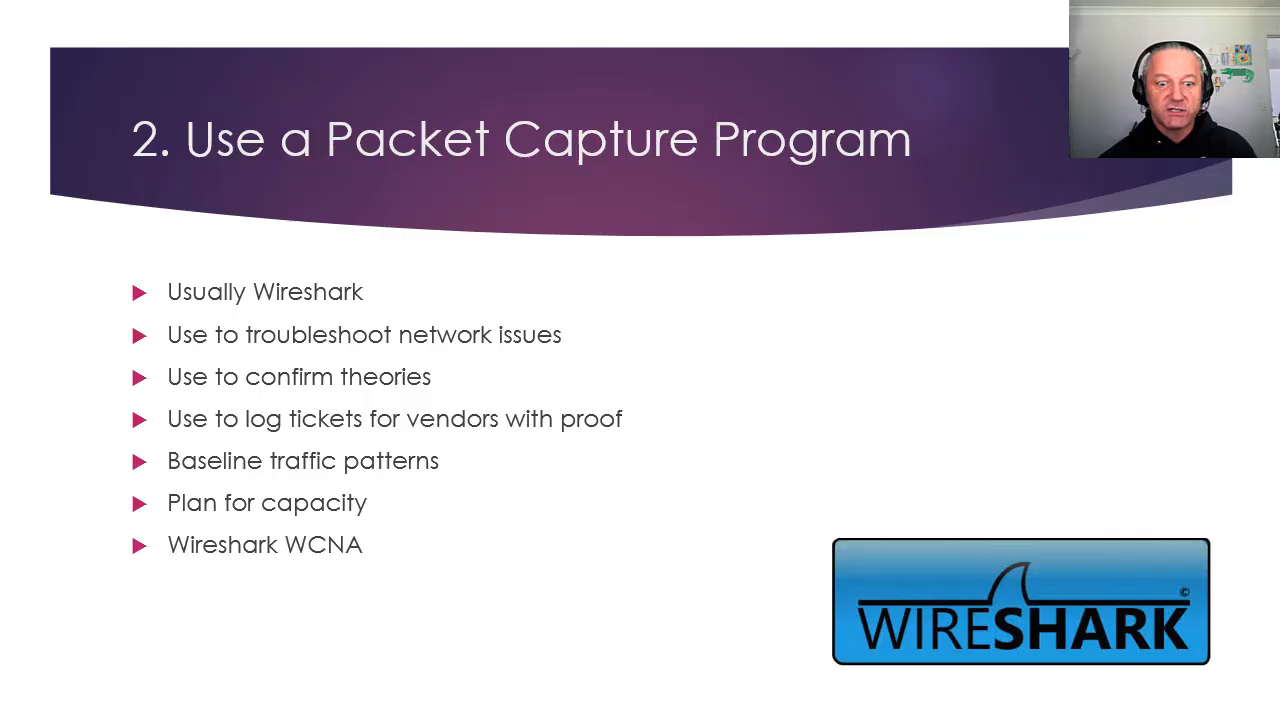 2. Use a Packet Capture Program
Usually Wireshark
Use to troubleshoot network issues
Use to confirm theories
Use to log tickets for vendors with proof
Baseline traffic patterns
Plan for capacity
Wireshark WCNA
©
WIRESHARK